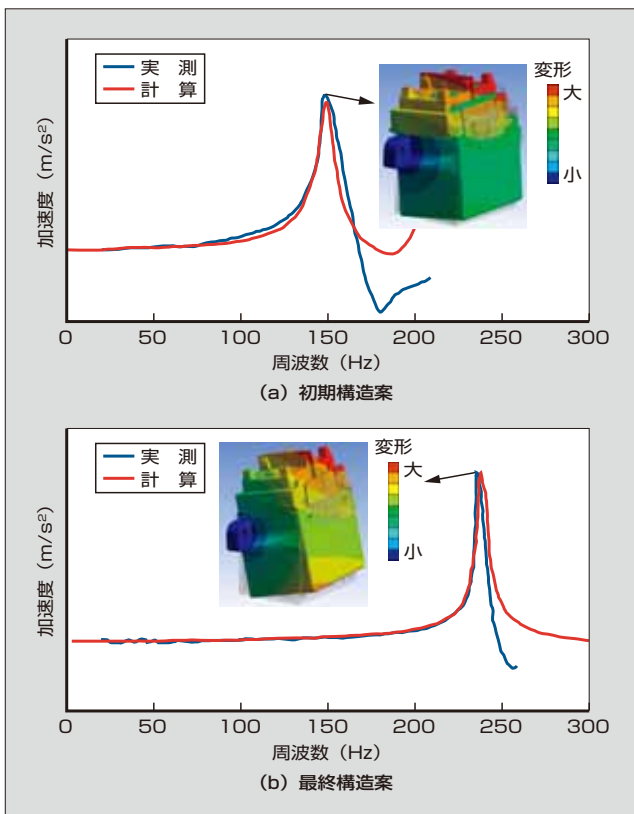 実 測
計 算
変形
大
小
加速度（m/s²）
0 50 100 150 200 250 300
周波数（Hz）
(a) 初期構造案
実 測
計 算
変形
大
小
加速度（m/s²）
0 50 100 150 200 250 300
周波数（Hz）
(b) 最終構造案